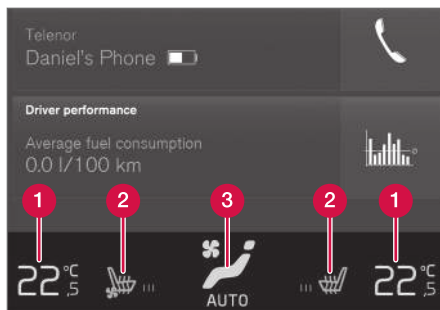 Telenor
Daniel's Phone
Driver performance
Average fuel consumption
0.0 l/100 km
1 2 3 2 1
22,5 °C 22,5 °C
AUTO